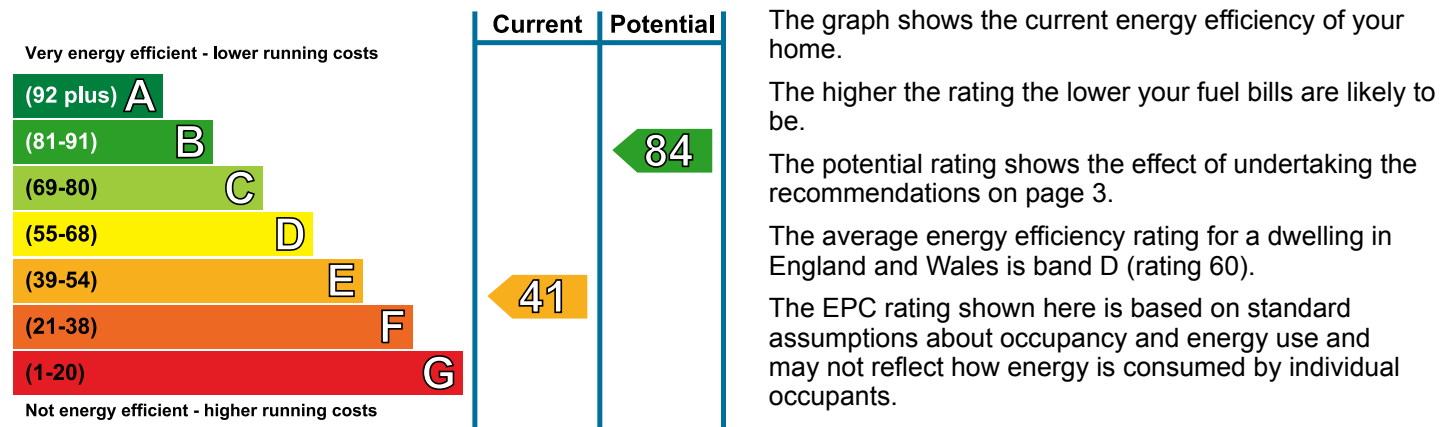 Current Potential
Very energy efficient - lower running costs
(92 plus) A
(81-91) B
84
(69-80) C
(55-68) D
(39-54) E
41
(21-38) F
(1-20) G
Not energy efficient - higher running costs
The graph shows the current energy efficiency of your
home.
The higher the rating the lower your fuel bills are likely to
be.
The potential rating shows the effect of undertaking the
recommendations on page 3.
The average energy efficiency rating for a dwelling in
England and Wales is band D (rating 60).
The EPC rating shown here is based on standard
assumptions about occupancy and energy use and
may not reflect how energy is consumed by individual
occupants.